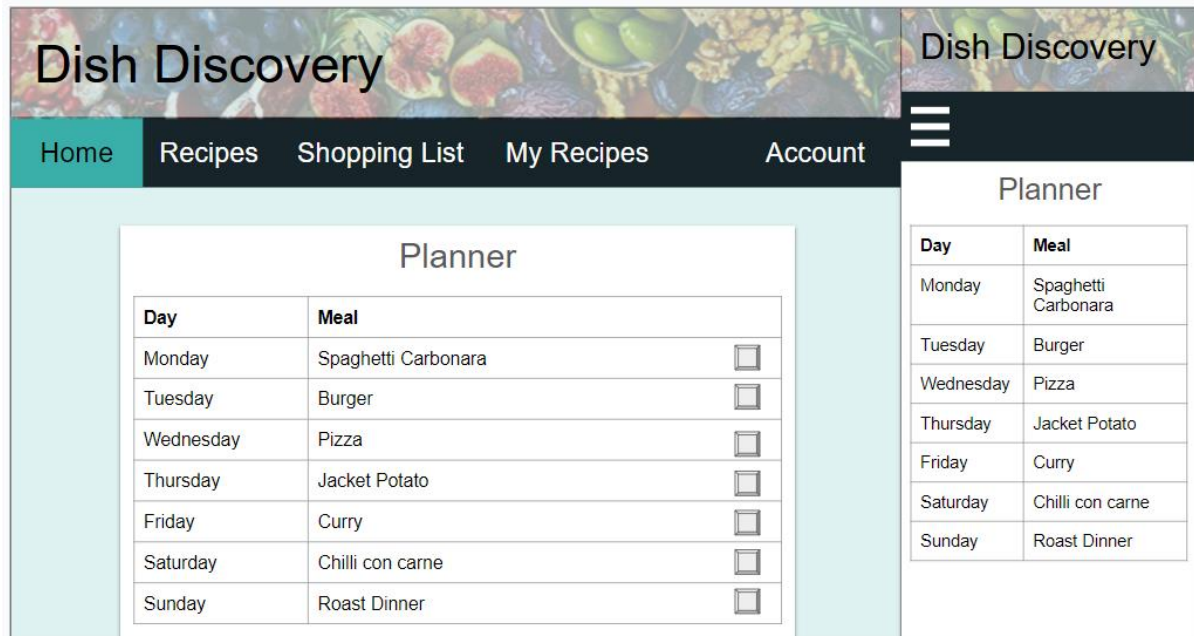 Dish Discovery
Home Recipes Shopping List My Recipes Account
Planner
Day Meal
Monday Spaghetti Carbonara
Tuesday Burger
Wednesday Pizza
Thursday Jacket Potato
Friday Curry
Saturday Chilli con carne
Sunday Roast Dinner
Dish Discovery
Planner
Day Meal
Monday Spaghetti
Carbonara
Tuesday Burger
Wednesday Pizza
Thursday Jacket Potato
Friday Curry
Saturday Chilli con carne
Sunday Roast Dinner